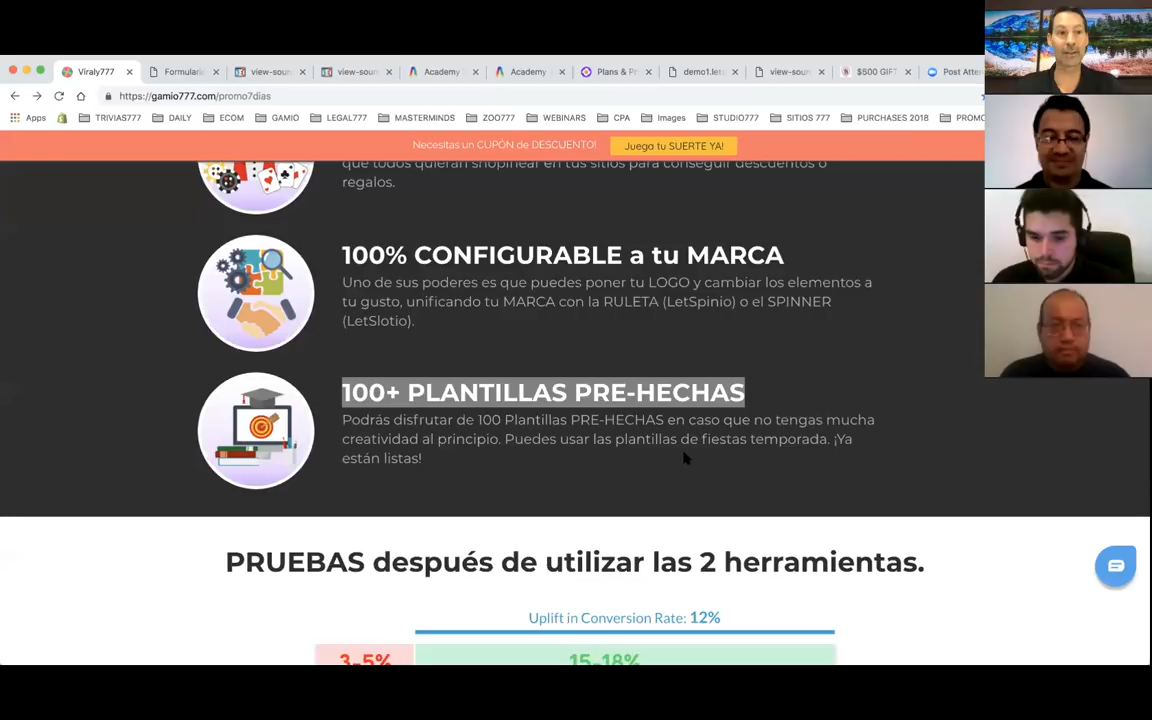 Viraly777
Formulario
view-sourc
view-sourc
Academy
Academy
Plans & Pr
demo1.lets
view-sourc
$500 GIFT
Post Atten
https://gamio777.com/promo7dias
Apps
TRIVIAS777
DAILY
ECOM
GAMIO
LEGAL777
MASTERMINDS
ZOO777
WEBINARS
CPA
Images
STUDIO777
SITIOS 777
PURCHASES 2018
PROMO
Necesitas un CUPÓN de DESCUENTO!
Juega tu SUERTE YA!
que todos quieran shopinear en tus sitios para conseguir descuentos o
regalos.
100% CONFIGURABLE a tu MARCA
Uno de sus poderes es que puedes poner tu LOGO y cambiar los elementos a
tu gusto, unificando tu MARCA con la RULETA (LetSpinio) o el SPINNER
(LetSlotio).
100+ PLANTILLAS PRE-HECHAS
Podrás disfrutar de 100 Plantillas PRE-HECHAS en caso que no tengas mucha
creatividad al principio. Puedes usar las plantillas de fiestas temporada. ¡Ya
están listas!
PRUEBAS después de utilizar las 2 herramientas.
Uplift in Conversion Rate: 12%
3-5%
15-18%